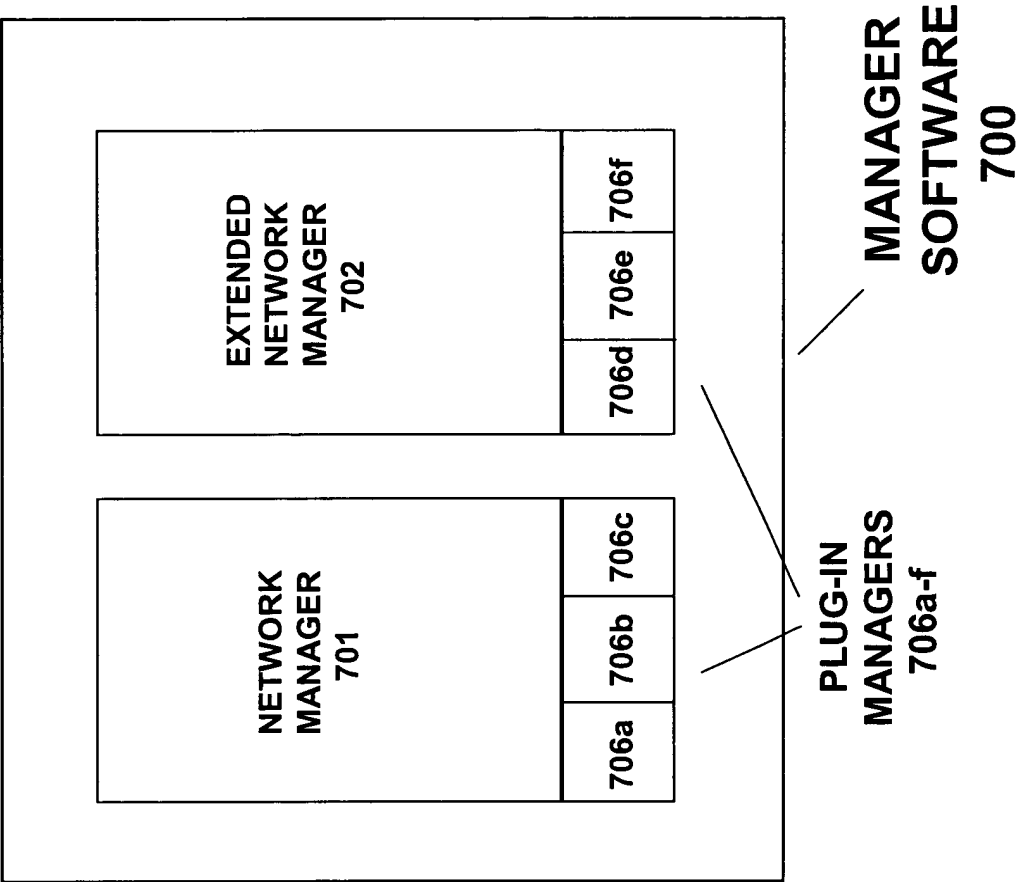 NETWORK
MANAGER
701
706a
706b
706c
EXTENDED
NETWORK
MANAGER
702
706d
706e
706f
PLUG-IN
MANAGERS
706a-f
MANAGER
SOFTWARE
700